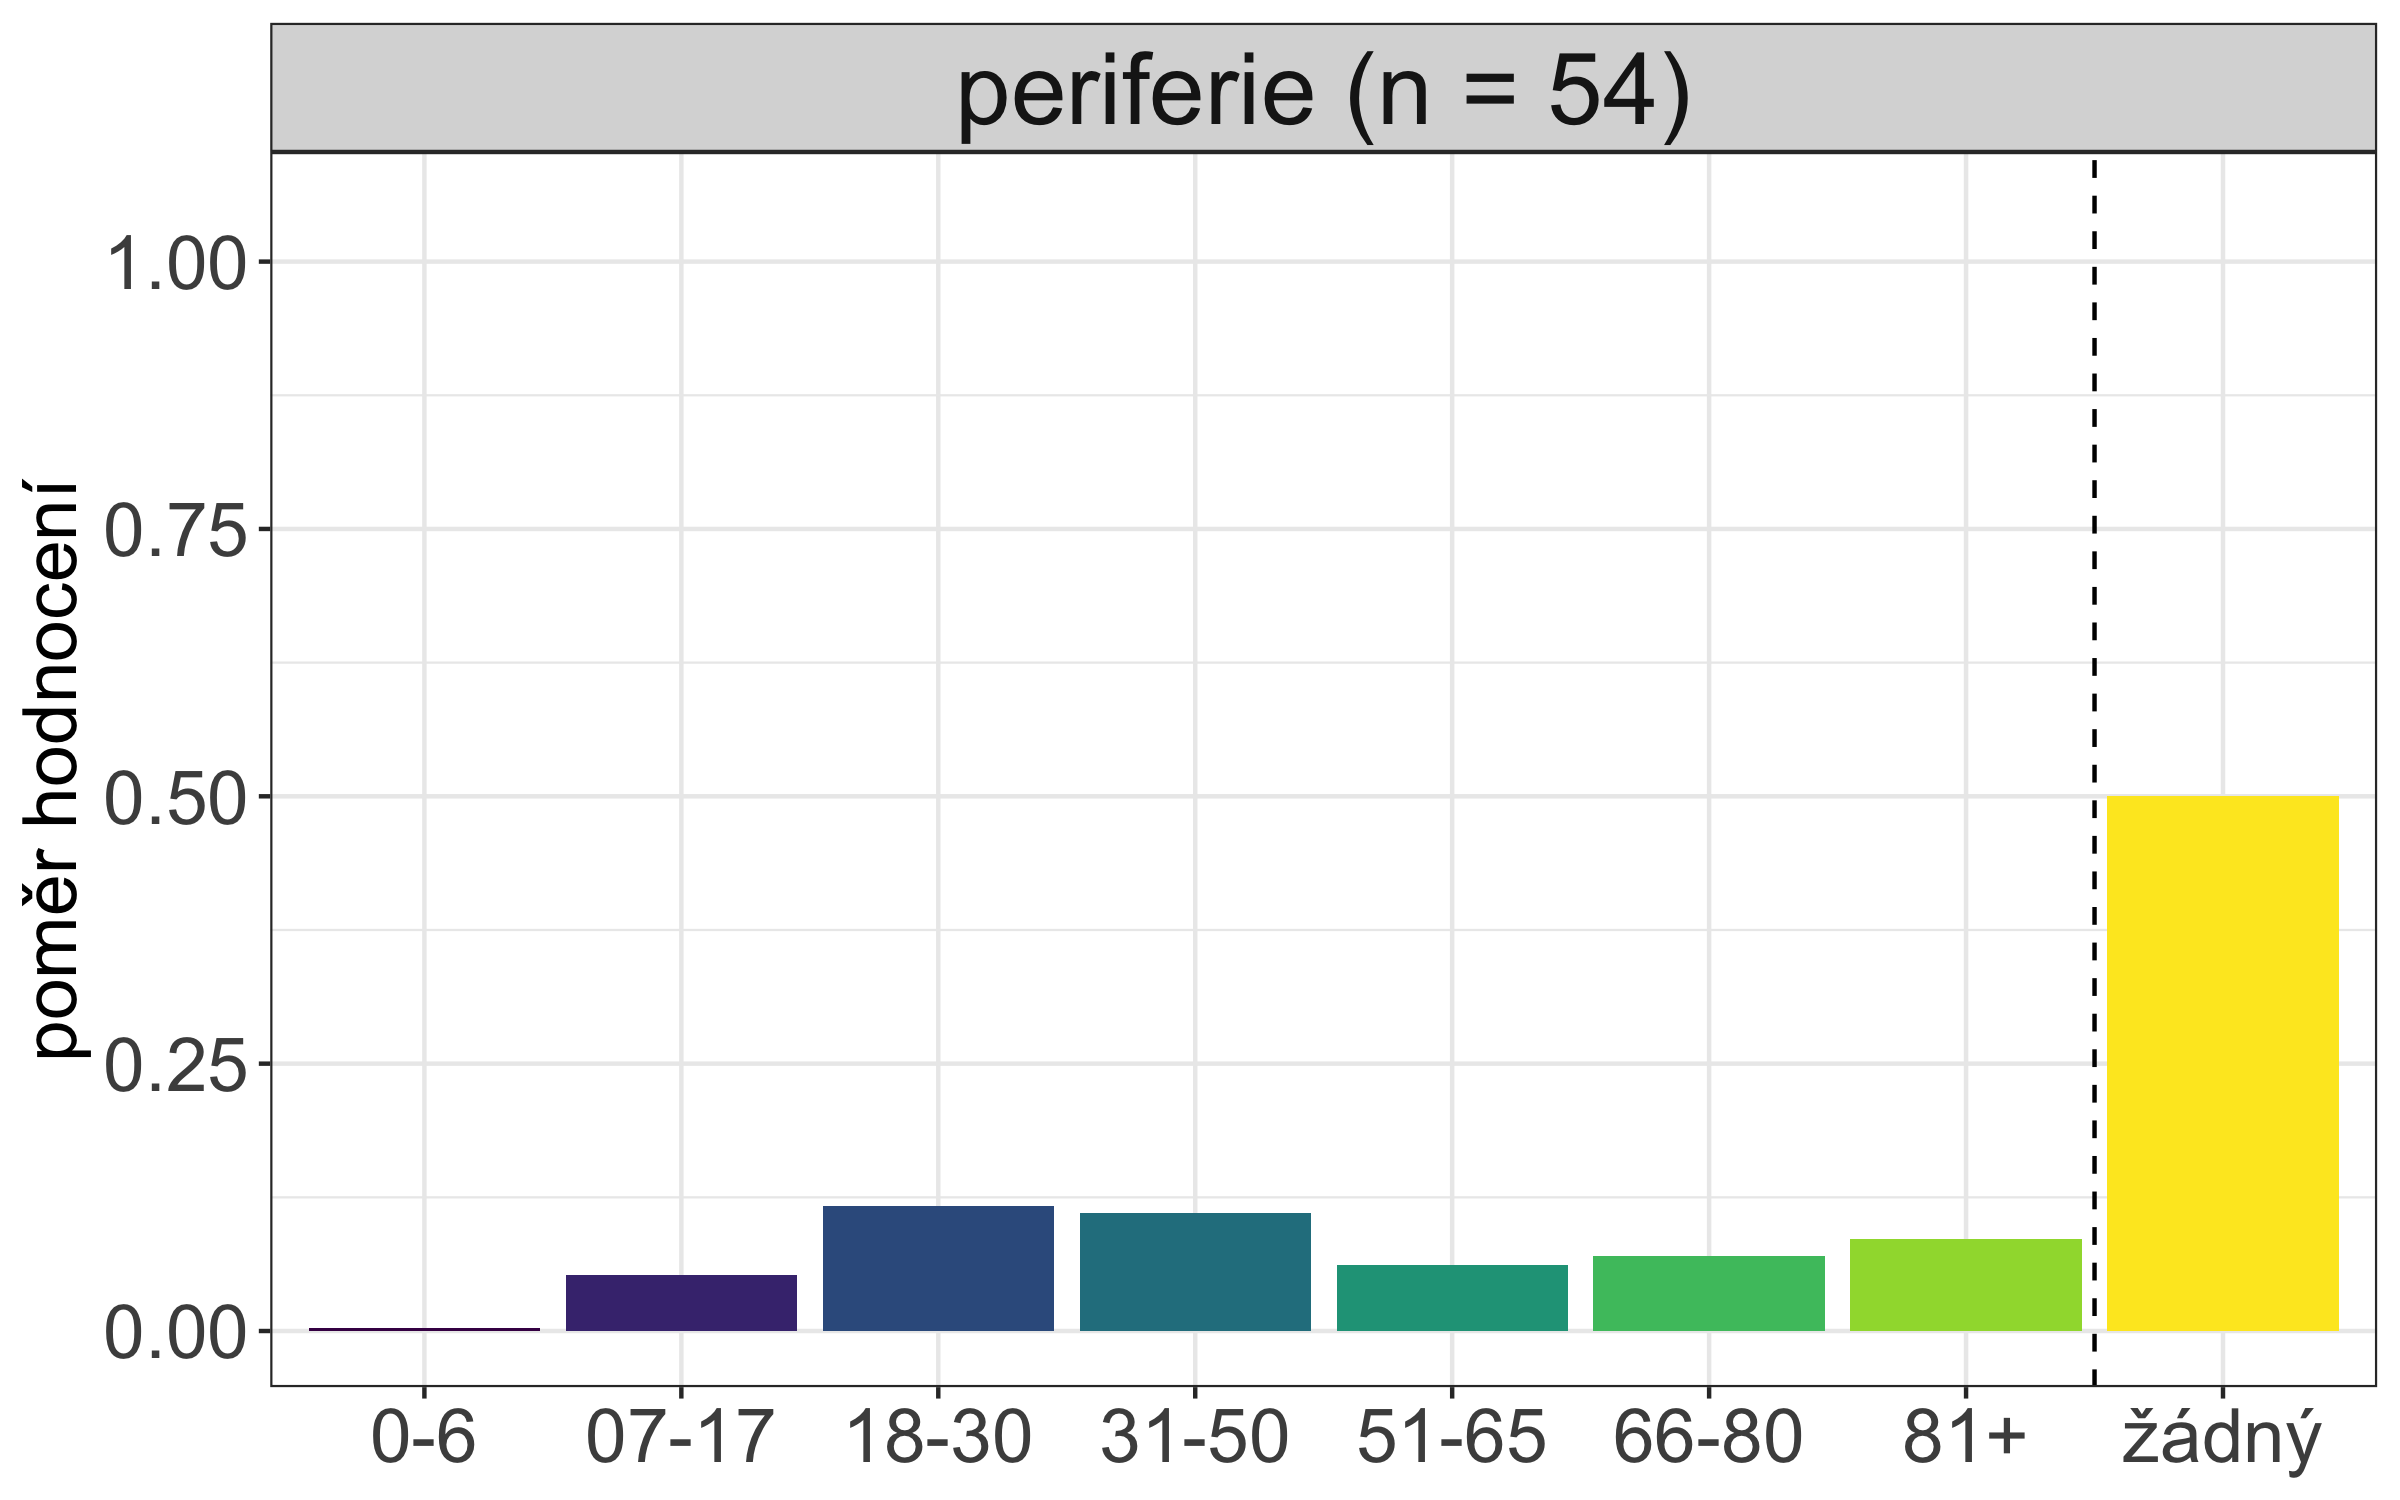 periferie (n = 54)
poměr hodnocení
1.00
0.75
0.50
0.25
0.00
0-6 07-17 18-30 31-50 51-65 66-80 81+ žádný